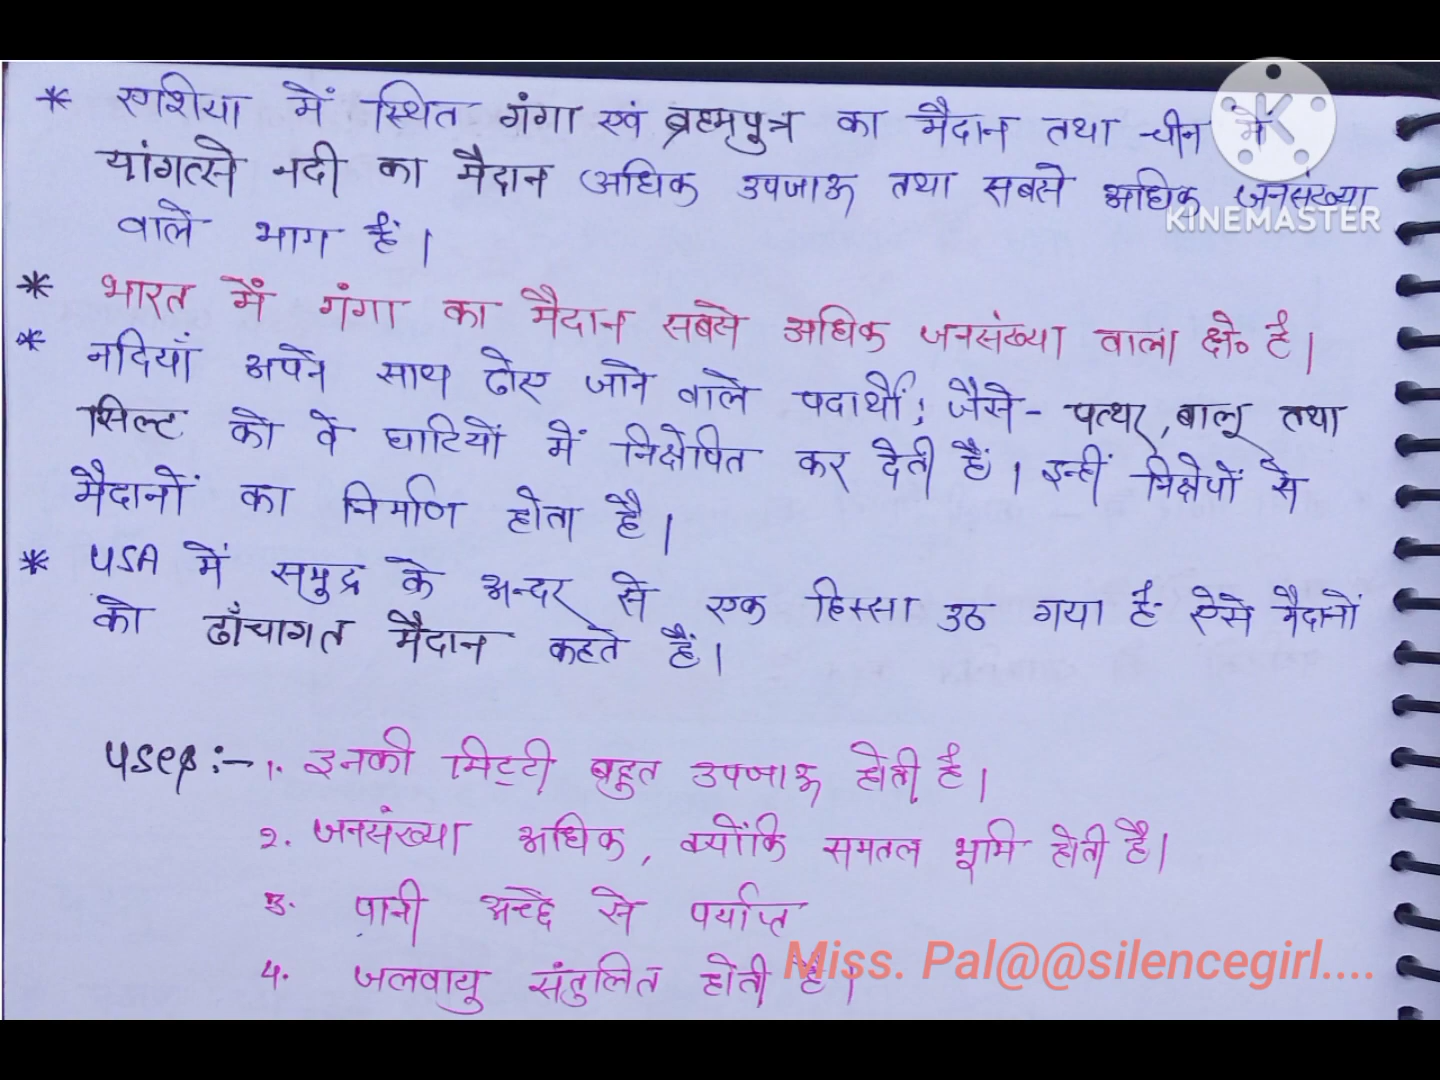 * एशिया में स्थित गंगा एवं ब्रह्मपुत्र का मैदान तथा चीन में
यांगत्से नदी का मैदान अधिक उपजाऊ तथा सबसे अधिक जनसंख्या
वाले भाग हैं।
* भारत में गंगा का मैदान सबसे अधिक जनसंख्या वाला क्षे० है।
* नदियाँ अपने साथ ढोए जाने वाले पदार्थों; जैसे- पत्थर, बालू तथा
सिल्ट को वे घाटियों में निक्षेपित कर देती हैं। इन्हीं निक्षेपों से
मैदानों का निर्माण होता है।
* USA में समुद्र के अन्दर से एक हिस्सा उठ गया है ऐसे मैदानों
को ढाँचागत मैदान कहते हैं।
Uses :- 1. इनकी मिट्टी बहुत उपजाऊ होती है।
2. जनसंख्या अधिक, क्योंकि समतल भूमि होती है।
3. पानी अच्छे से पर्याप्त
4. जलवायु संतुलित होती है।
KINEMASTER
Miss. Pal@@silencegirl....